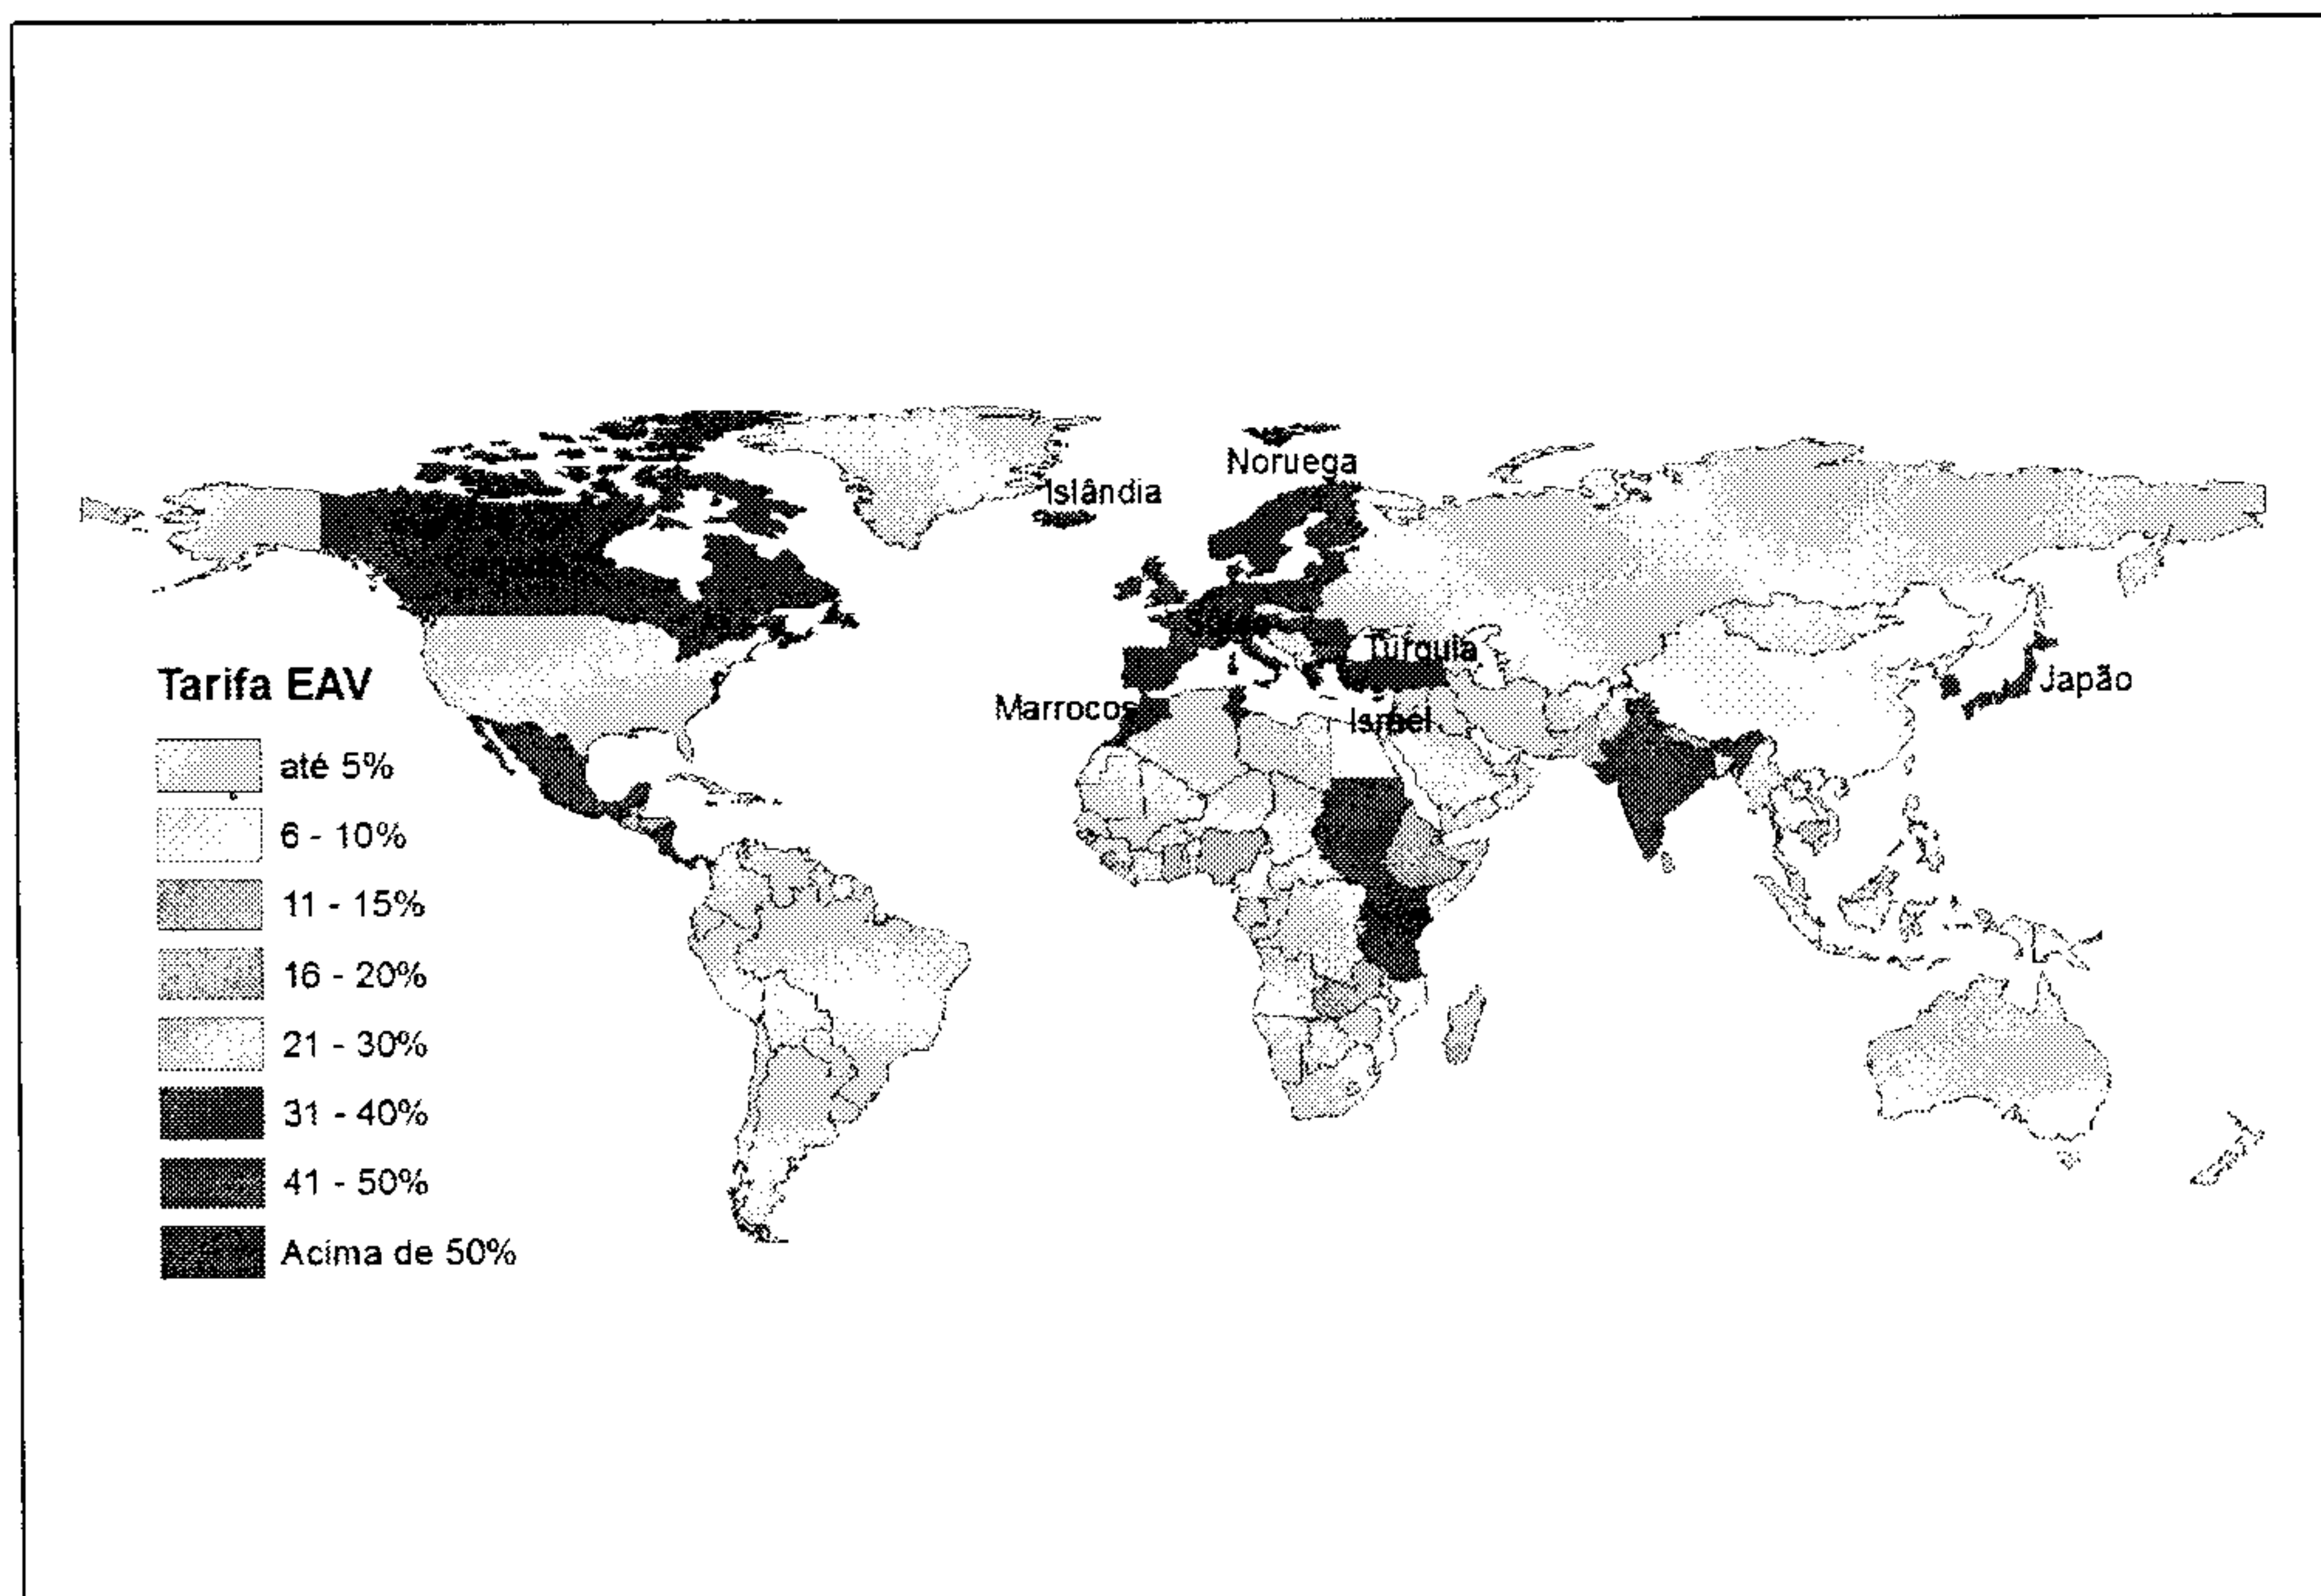 Noruega
Islândia
Turquia
Japão
Marrocos
Israel
Tarifa EAV
até 5%
6 - 10%
11 - 15%
16 - 20%
21 - 30%
31 - 40%
41 - 50%
Acima de 50%